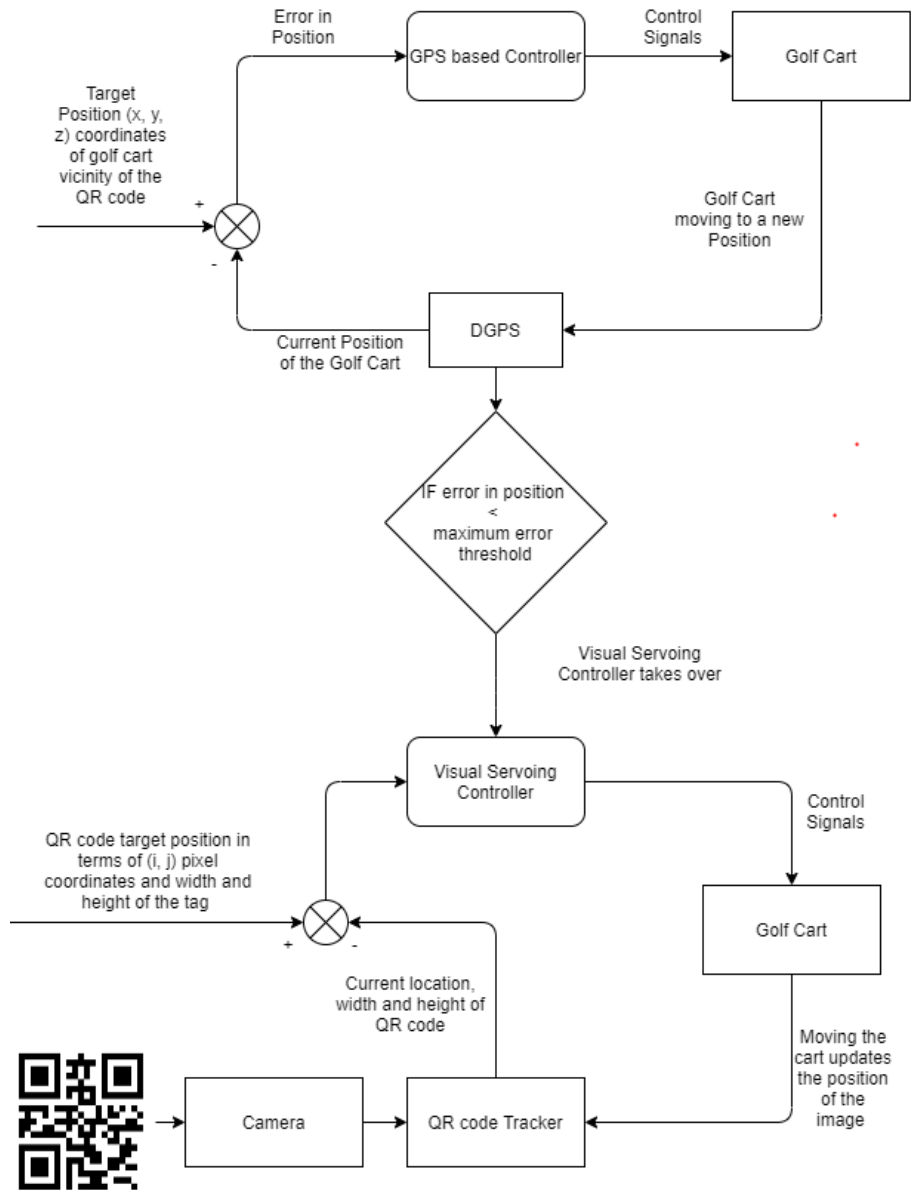 Error in
Position
GPS based Controller
Control
Signals
Golf Cart
Target
Position (x, y,
z) coordinates
of golf cart
vicinity of the
QR code
+
-
Golf Cart
moving to a new
Position
DGPS
Current Position
of the Golf Cart
IF error in position
<
maximum error
threshold
Visual Servoing
Controller takes over
Visual Servoing
Controller
Control
Signals
QR code target position in
terms of (i, j) pixel
coordinates and width and
height of the tag
+
-
Golf Cart
Current location,
width and height of
QR code
Moving the
cart updates
the position
of the
image
Camera
QR code Tracker